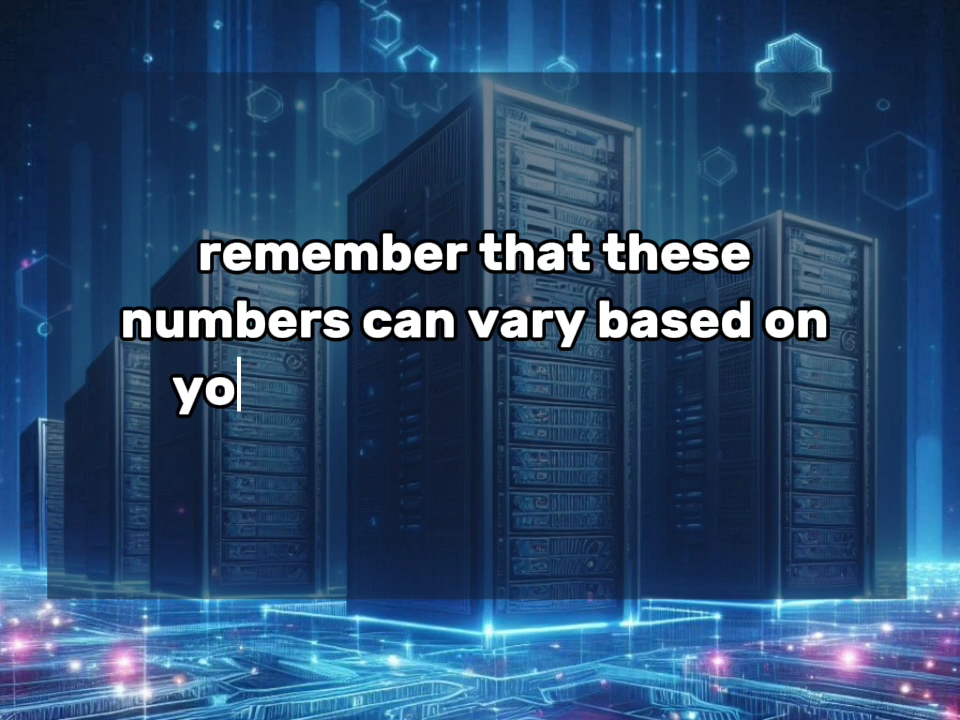 remember that these
numbers can vary based on
yo